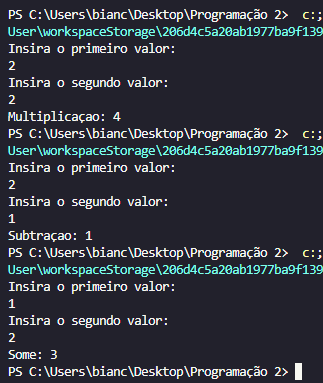 PS C:\Users\bianc\Desktop\Programação 2>  c:;
User\workspaceStorage\206d4c5a20ab1977ba9f139
Insira o primeiro valor:
2
Insira o segundo valor:
2
Multiplicaçao: 4
PS C:\Users\bianc\Desktop\Programação 2>  c:;
User\workspaceStorage\206d4c5a20ab1977ba9f139
Insira o primeiro valor:
2
Insira o segundo valor:
1
Subtraçao: 1
PS C:\Users\bianc\Desktop\Programação 2>  c:;
User\workspaceStorage\206d4c5a20ab1977ba9f139
Insira o primeiro valor:
1
Insira o segundo valor:
2
Some: 3
PS C:\Users\bianc\Desktop\Programação 2>